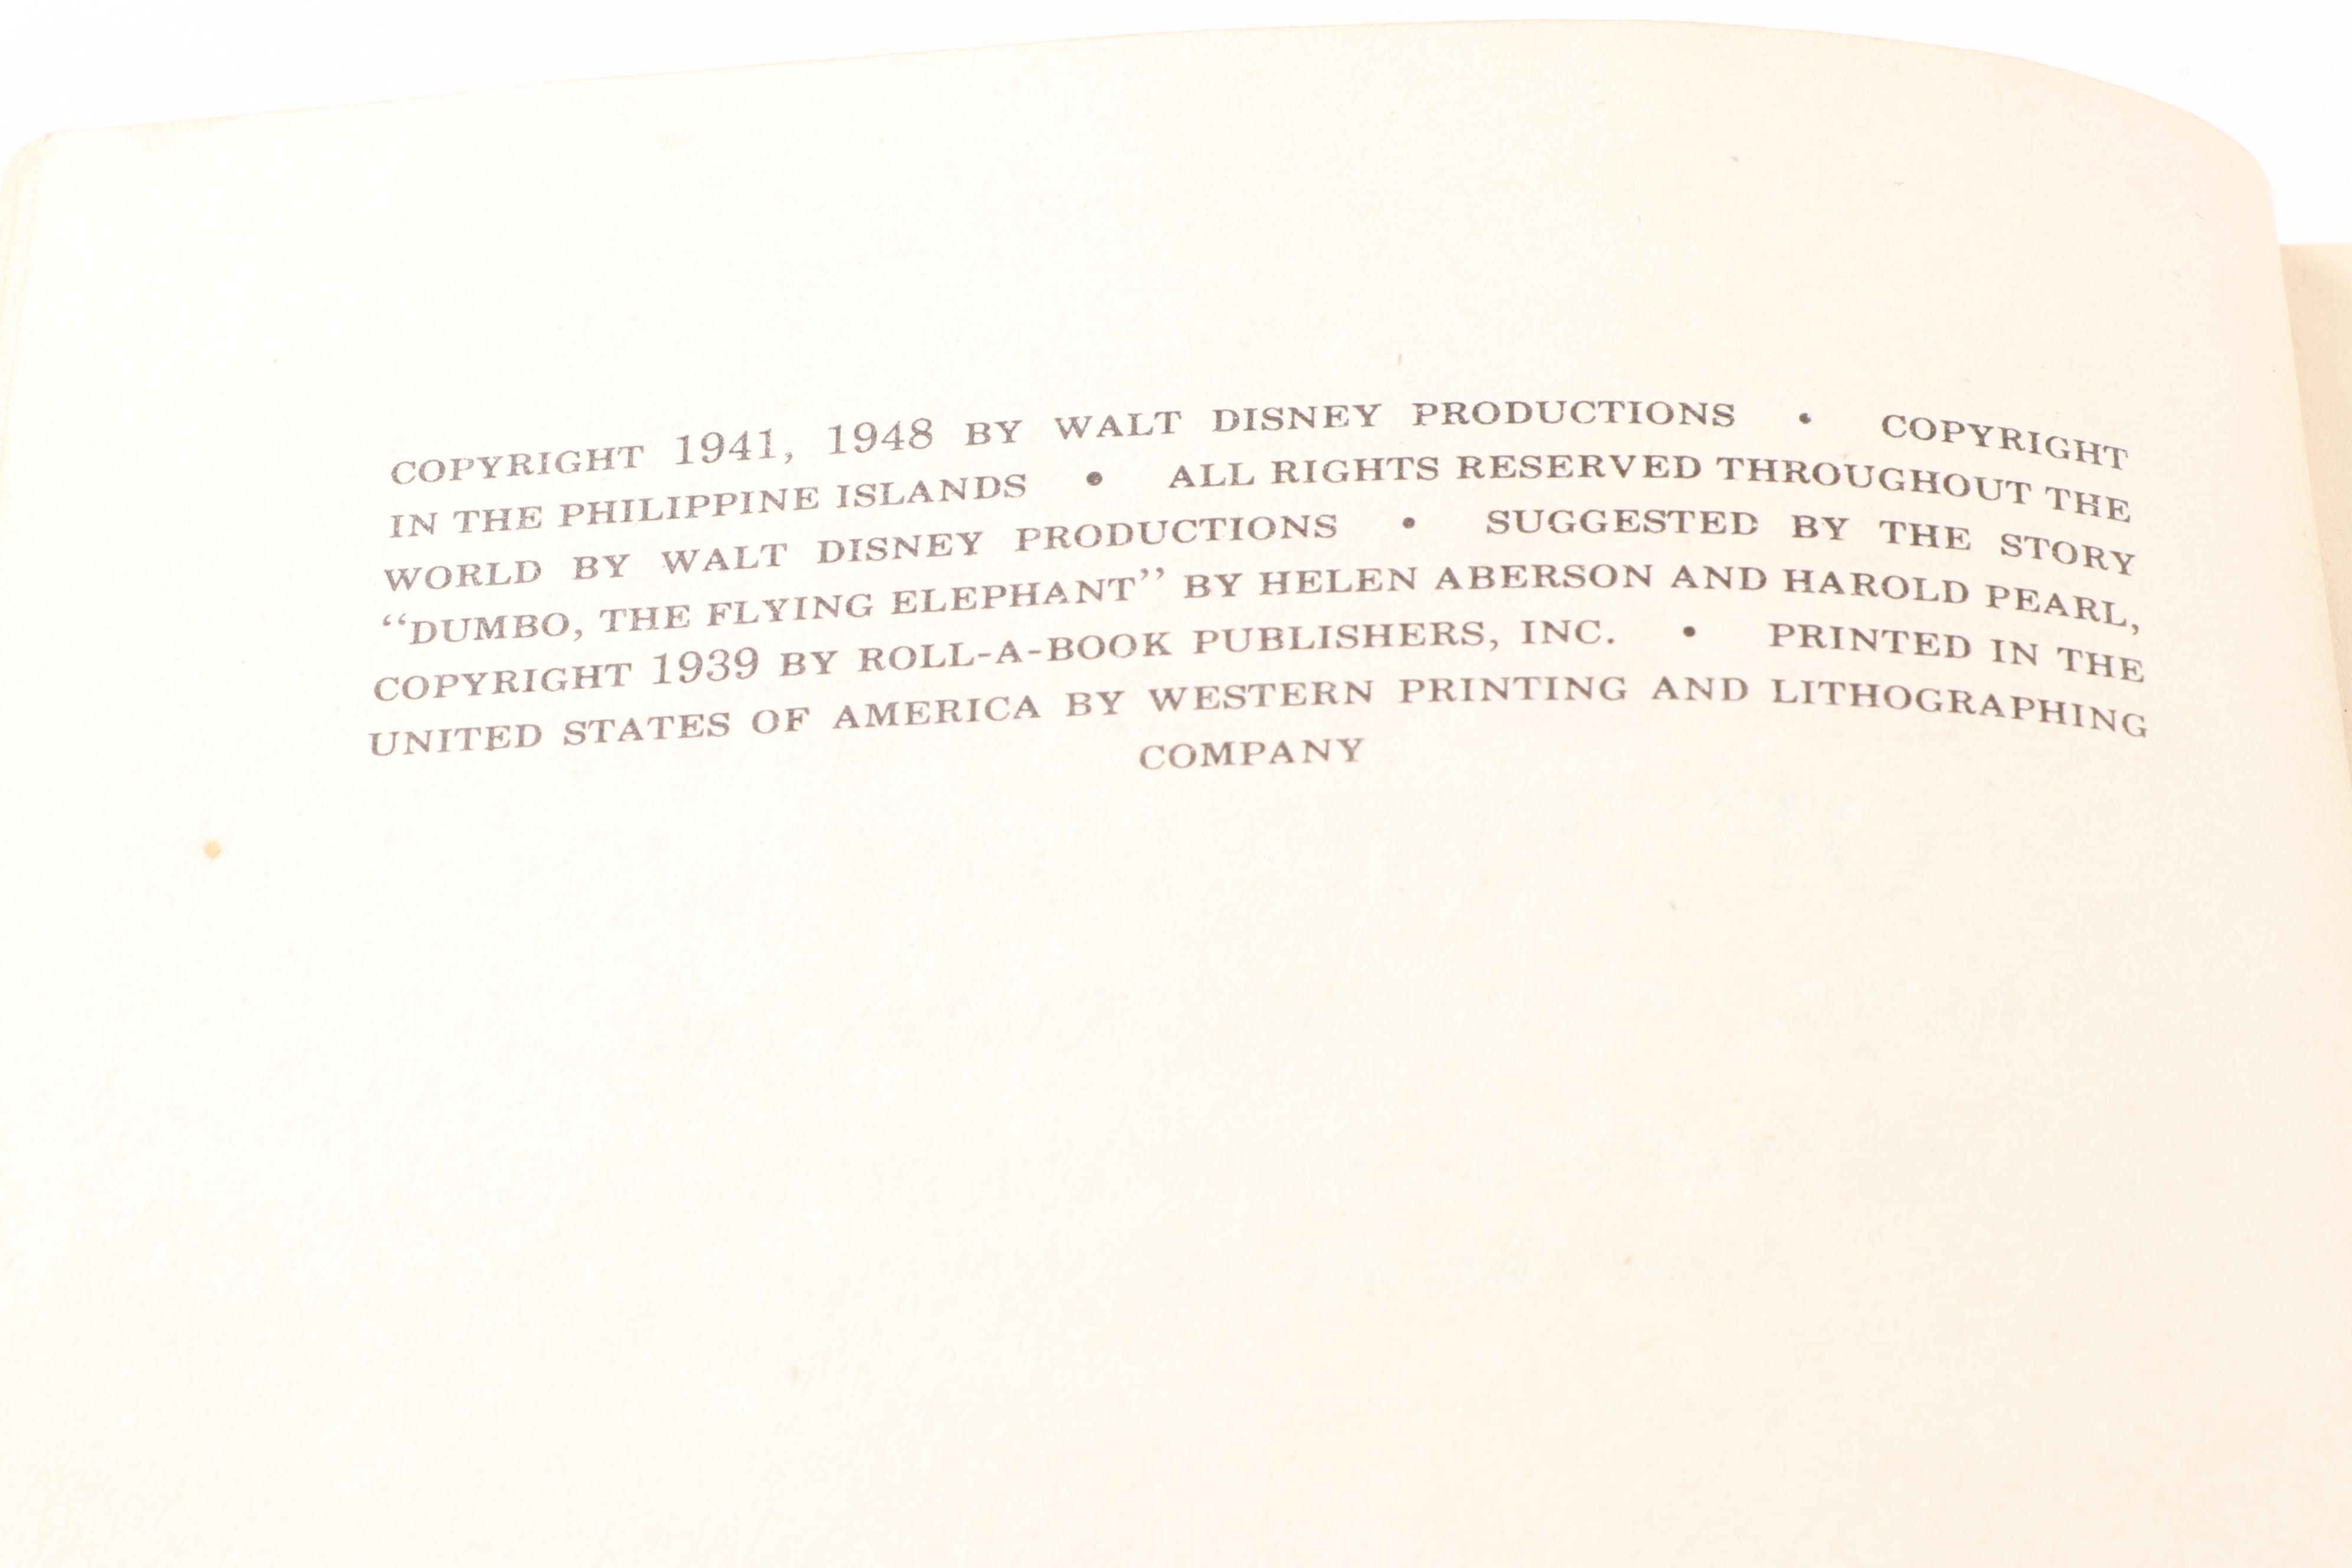 COPYRIGHT 1941, 1948 BY WALT DISNEY PRODUCTIONS • COPYRIGHT
IN THE PHILIPPINE ISLANDS • ALL RIGHTS RESERVED THROUGHOUT THE
WORLD BY WALT DISNEY PRODUCTIONS • SUGGESTED BY THE STORY
“DUMBO, THE FLYING ELEPHANT” BY HELEN ABERSON AND HAROLD PEARL,
COPYRIGHT 1939 BY ROLL-A-BOOK PUBLISHERS, INC. • PRINTED IN THE
UNITED STATES OF AMERICA BY WESTERN PRINTING AND LITHOGRAPHING
COMPANY